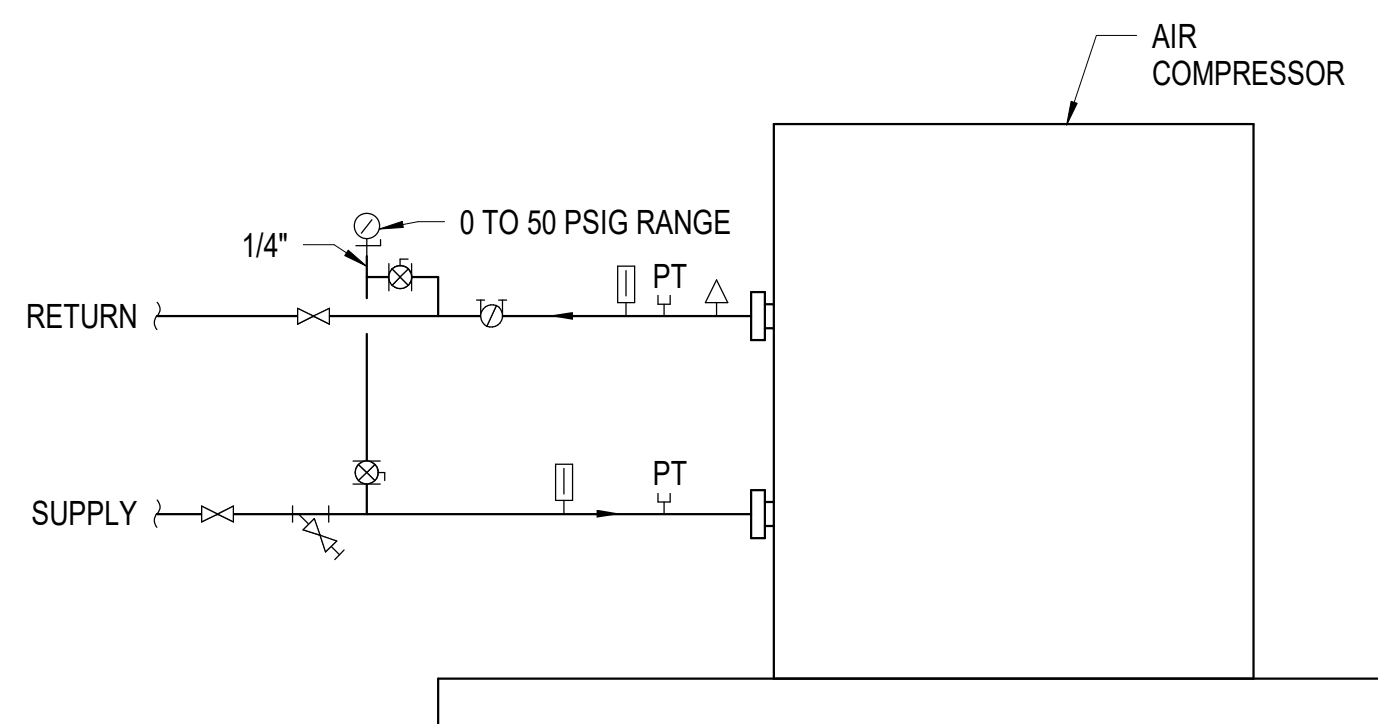 AIR
COMPRESSOR
0 TO 50 PSIG RANGE
1/4"
PT
RETURN
PT
SUPPLY